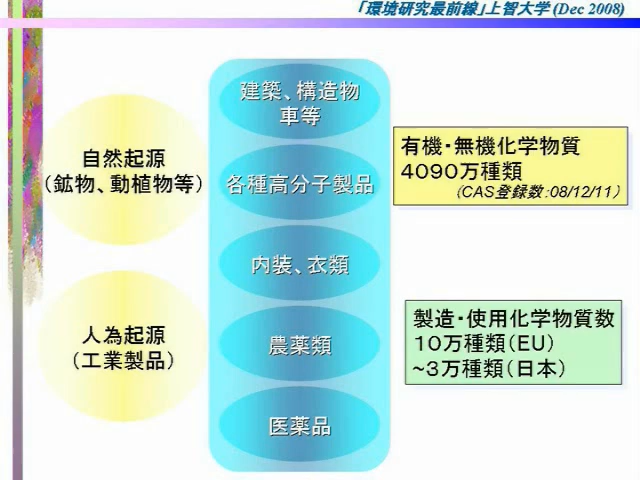 「環境研究最前線」上智大学 (Dec 2008)
自然起源
（鉱物、動植物等）
人為起源
（工業製品）
建築、構造物
車等
各種高分子製品
内装、衣類
農薬類
医薬品
有機・無機化学物質
4090万種類
（CAS登録数：08/12/11）
製造・使用化学物質数
10万種類（EU）
~3万種類（日本）